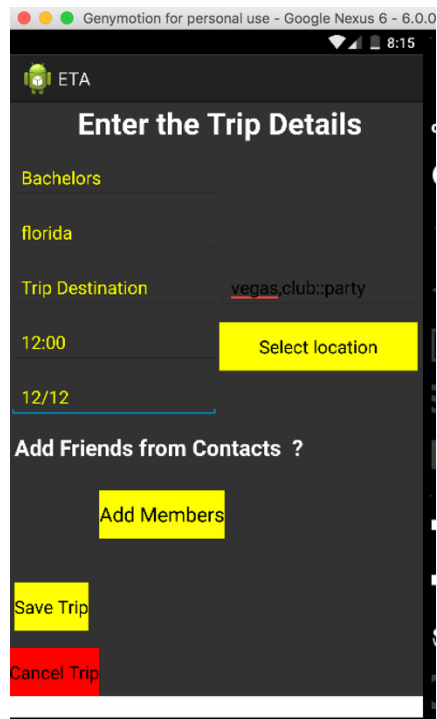 Genymotion for personal use - Google Nexus 6 - 6.0.0
8:15
ETA
Enter the Trip Details
Bachelors
florida
Trip Destination vegas,club::party
12:00 Select location
12/12
Add Friends from Contacts ?
Add Members
Save Trip
Cancel Trip